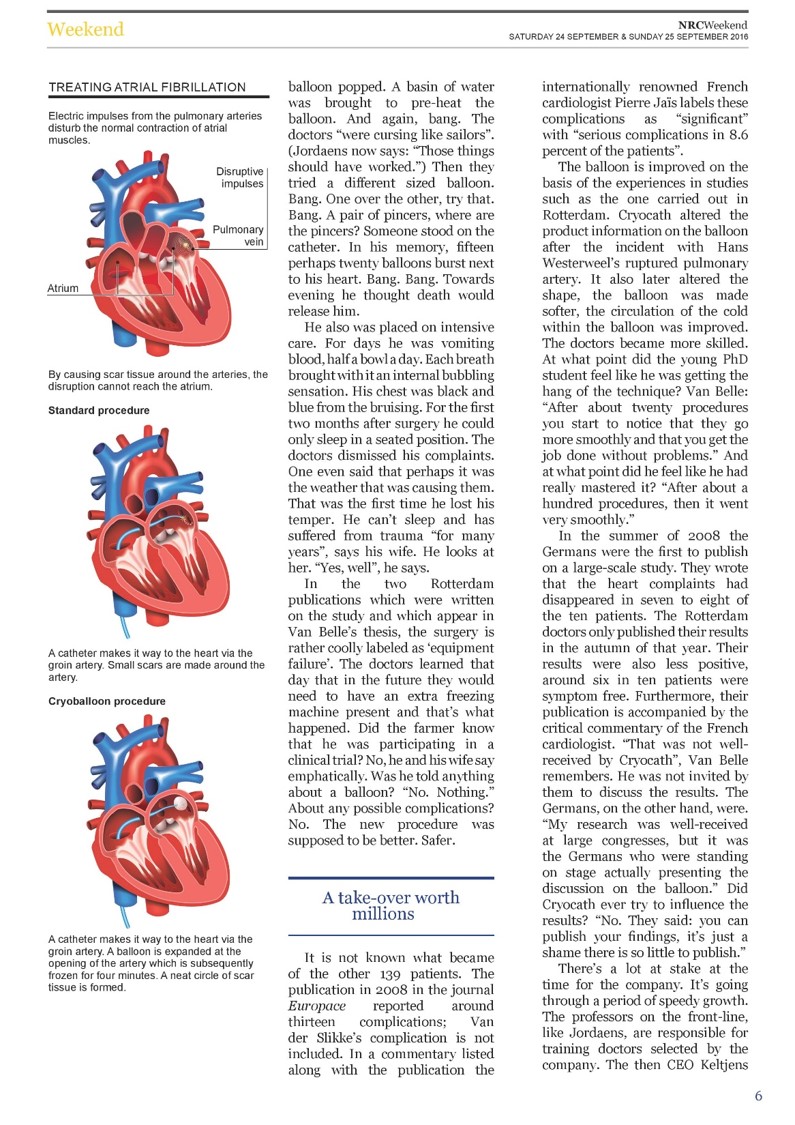 Weekend
NRCWeekend
SATURDAY 24 SEPTEMBER & SUNDAY 25 SEPTEMBER 2016
TREATING ATRIAL FIBRILLATION
Electric impulses from the pulmonary arteries
disturb the normal contraction of atrial
muscles.
Disruptive
impulses
Pulmonary
vein
Atrium
By causing scar tissue around the arteries, the
disruption cannot reach the atrium.
Standard procedure
A catheter makes it way to the heart via the
groin artery. Small scars are made around the
artery.
Cryoballoon procedure
A catheter makes it way to the heart via the
groin artery. A balloon is expanded at the
opening of the artery which is subsequently
frozen for four minutes. A neat circle of scar
tissue is formed.
balloon popped. A basin of water
was brought to pre-heat the
balloon. And again, bang. The
doctors “were cursing like sailors”.
(Jordaens now says: “Those things
should have worked.”) Then they
tried a different sized balloon.
Bang. One over the other, try that.
Bang. A pair of pincers, where are
the pincers? Someone stood on the
catheter. In his memory, fifteen
perhaps twenty balloons burst next
to his heart. Bang. Bang. Towards
evening he thought death would
release him.
He also was placed on intensive
care. For days he was vomiting
blood, half a bowl a day. Each breath
brought with it an internal bubbling
sensation. His chest was black and
blue from the bruising. For the first
two months after surgery he could
only sleep in a seated position. The
doctors dismissed his complaints.
One even said that perhaps it was
the weather that was causing them.
That was the first time he lost his
temper. He can’t sleep and has
suffered from trauma “for many
years”, says his wife. He looks at
her. “Yes, well”, he says.
In the two Rotterdam
publications which were written
on the study and which appear in
Van Belle’s thesis, the surgery is
rather coolly labeled as ‘equipment
failure’. The doctors learned that
day that in the future they would
need to have an extra freezing
machine present and that’s what
happened. Did the farmer know
that he was participating in a
clinical trial? No, he and his wife say
emphatically. Was he told anything
about a balloon? “No. Nothing.”
About any possible complications?
No. The new procedure was
supposed to be better. Safer.
A take-over worth
millions
It is not known what became
of the other 139 patients. The
publication in 2008 in the journal
Europace reported around
thirteen complications; Van
der Slikke’s complication is not
included. In a commentary listed
along with the publication the
internationally renowned French
cardiologist Pierre Jaïs labels these
complications as “significant”
with “serious complications in 8.6
percent of the patients”.
The balloon is improved on the
basis of the experiences in studies
such as the one carried out in
Rotterdam. Cryocath altered the
product information on the balloon
after the incident with Hans
Westerweel’s ruptured pulmonary
artery. It also later altered the
shape, the balloon was made
softer, the circulation of the cold
within the balloon was improved.
The doctors became more skilled.
At what point did the young PhD
student feel like he was getting the
hang of the technique? Van Belle:
“After about twenty procedures
you start to notice that they go
more smoothly and that you get the
job done without problems.” And
at what point did he feel like he had
really mastered it? “After about a
hundred procedures, then it went
very smoothly.”
In the summer of 2008 the
Germans were the first to publish
on a large-scale study. They wrote
that the heart complaints had
disappeared in seven to eight of
the ten patients. The Rotterdam
doctors only published their results
in the autumn of that year. Their
results were also less positive,
around six in ten patients were
symptom free. Furthermore, their
publication is accompanied by the
critical commentary of the French
cardiologist. “That was not well-
received by Cryocath”, Van Belle
remembers. He was not invited by
them to discuss the results. The
Germans, on the other hand, were.
“My research was well-received
at large congresses, but it was
the Germans who were standing
on stage actually presenting the
discussion on the balloon.” Did
Cryocath ever try to influence the
results? “No. They said: you can
publish your findings, it’s just a
shame there is so little to publish.”
There’s a lot at stake at the
time for the company. It’s going
through a period of speedy growth.
The professors on the front-line,
like Jordaens, are responsible for
training doctors selected by the
company. The then CEO Keltjens
6